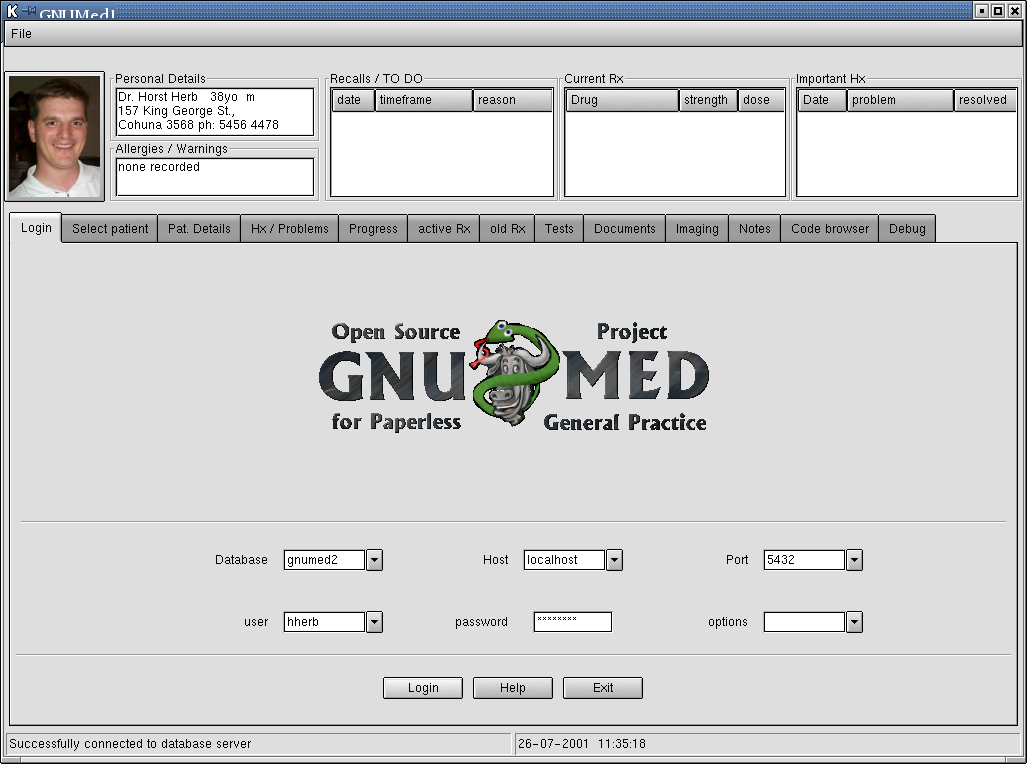 GNUMed!
File
Personal Details
Dr. Horst Herb 38yo m
157 King George St.,
Cohuna 3568 ph: 5456 4478
Allergies / Warnings
none recorded
Recalls / TO DO
date timeframe reason
Current Rx
Drug strength dose
Important Hx
Date problem resolved
Login Select patient Pat. Details Hx / Problems Progress active Rx old Rx Tests Documents Imaging Notes Code browser Debug
Open Source Project
GNU MED
for Paperless General Practice
Database gnumed2 Host localhost Port 5432
user hherb password ******** options
Login Help Exit
Successfully connected to database server 26-07-2001 11:35:18